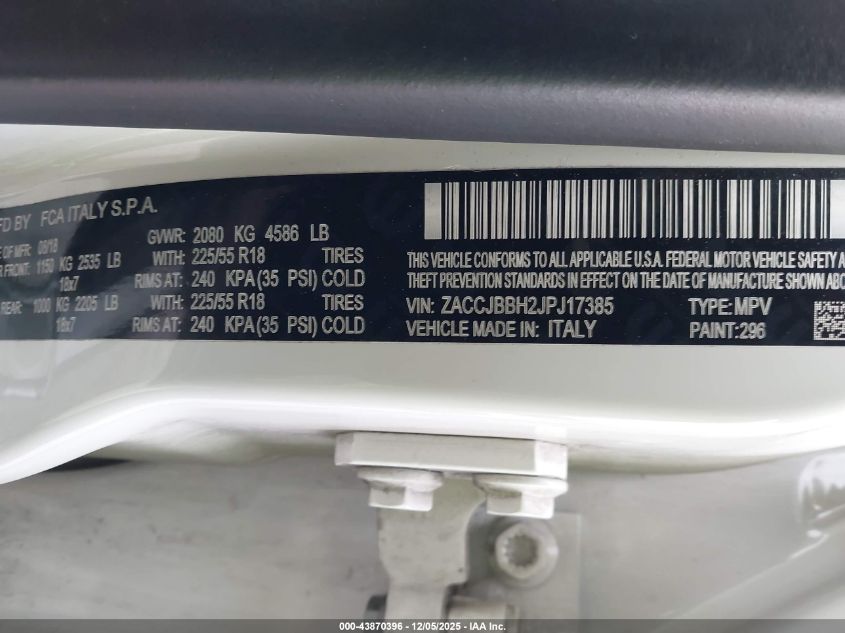 FD BY FCA ITALY S.P.A.
GVWR: 2080 KG 4586 LB
E OF MFR: 08/18
FRONT: 1150 KG 2535 LB WITH: 225/55 R18 TIRES
18x7 RIMS AT: 240 KPA(35 PSI) COLD
REAR: 1000 KG 2205 LB WITH: 225/55 R18 TIRES
18x7 RIMS AT: 240 KPA(35 PSI) COLD
THIS VEHICLE CONFORMS TO ALL APPLICABLE U.S.A. FEDERAL MOTOR VEHICLE SAFETY A
THEFT PREVENTION STANDARDS IN EFFECT ON THE DATE OF MANUFACTURE SHOWN ABO
VIN: ZACCJBBH2JPJ17385 TYPE: MPV
VEHICLE MADE IN: ITALY PAINT:296
000-43870396 - 12/05/2025 - IAA Inc.